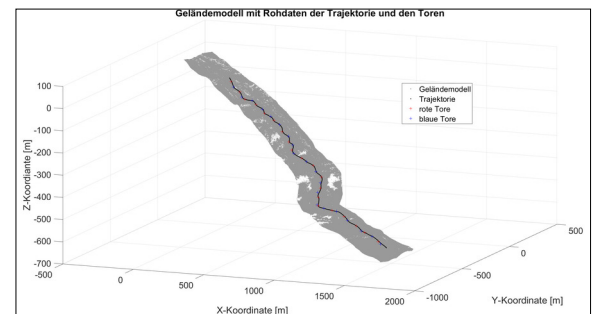 Geländemodell mit Rohdaten der Trajektorie und den Toren
Geländemodell
Trajektorie
rote Tore
blaue Tore
Z-Koordiante [m]
100
0
-100
-200
-300
-400
-500
-600
-700
-500
0
500
1000
1500
2000
X-Koordinate [m]
-1000
-500
0
500
Y-Koordinate [m]